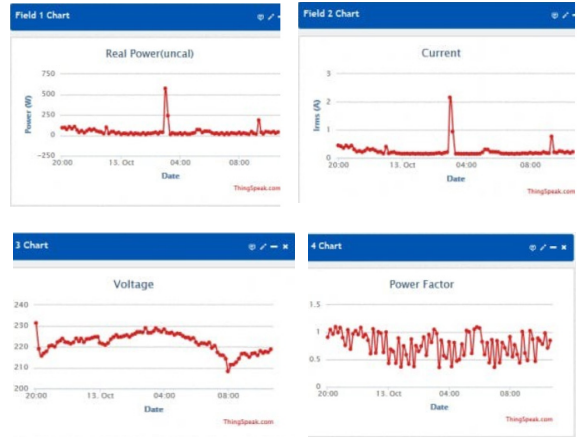 Field 1 Chart
Real Power(uncal)
Power (W)
750
500
250
0
-250
20:00
13. Oct
04:00
08:00
Date
ThingSpeak.com
Field 2 Chart
Current
Irms (A)
3
2
1
0
20:00
13. Oct
04:00
08:00
Date
ThingSpeak.com
3 Chart
Voltage
240
230
220
210
200
20:00
13. Oct
04:00
08:00
Date
ThingSpeak.com
4 Chart
Power Factor
1.5
1
0.5
0
20:00
13. Oct
04:00
08:00
Date
ThingSpeak.com